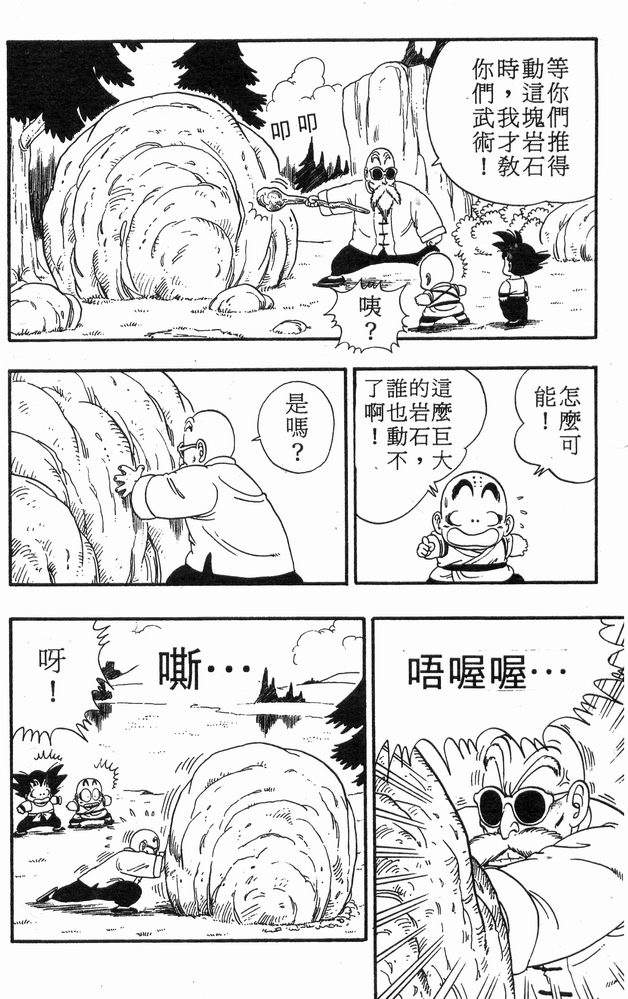 等你們推得
動這塊岩石
時，我才教
你們武術！
叩叩
咦？
怎麼可
能！
這麼巨大
的岩石，
誰也動不
了啊！
是嗎？
唔喔喔…
嘶…
呀！